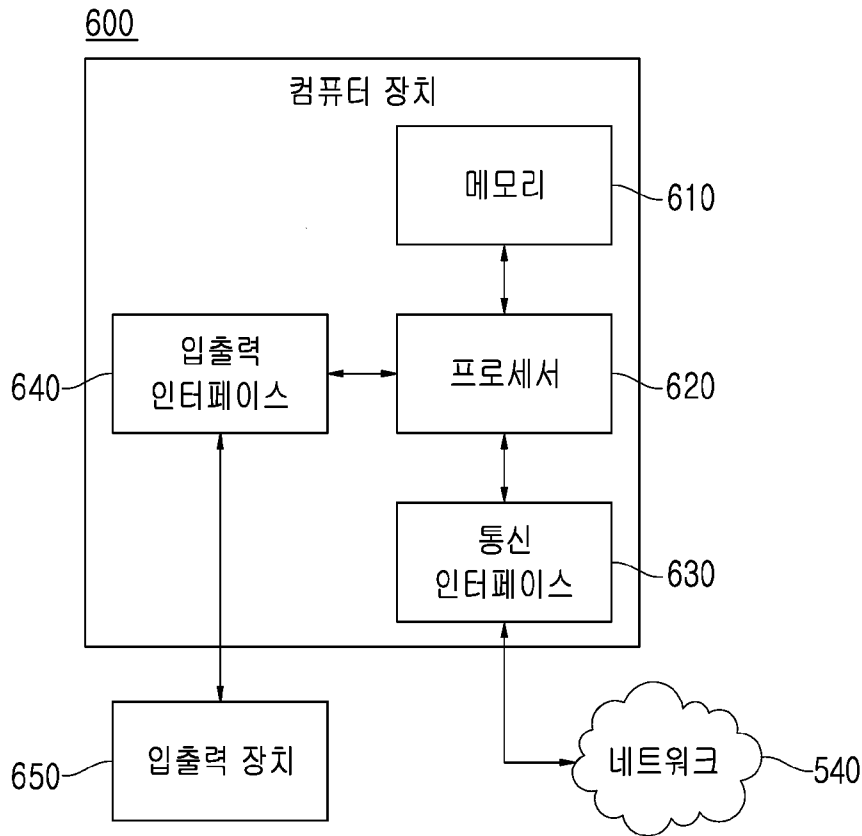 600
컴퓨터 장치
메모리
610
입출력
인터페이스
640
프로세서
620
통신
인터페이스
630
입출력 장치
650
네트워크
540